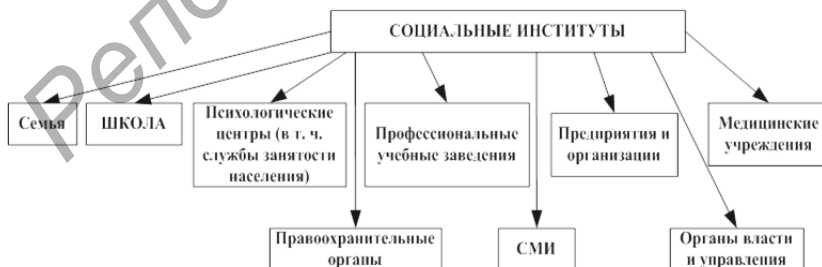 СОЦИАЛЬНЫЕ ИНСТИТУТЫ
Семья
ШКОЛА
Психологические
центры (в т. ч.
службы занятости
населения)
Профессиональные
учебные заведения
Предприятия и
организации
Медицинские
учреждения
Правоохранительные
органы
СМИ
Органы власти
и управления